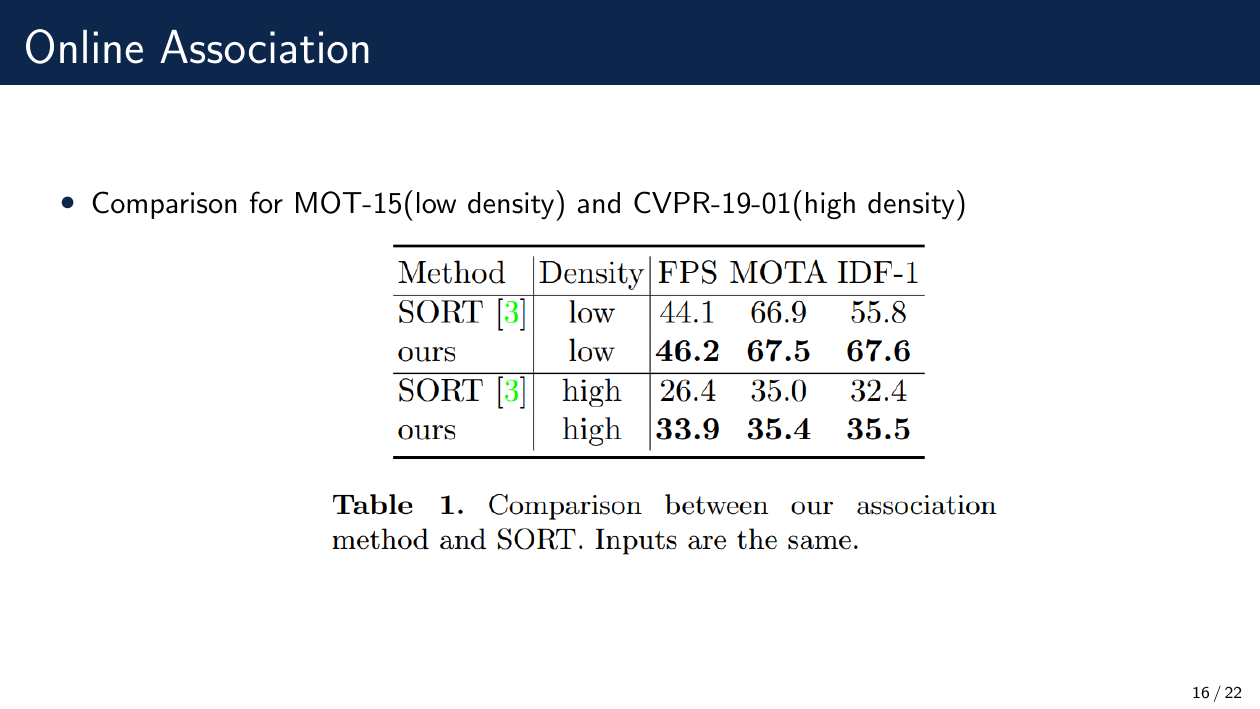 Online Association
• Comparison for MOT-15(low density) and CVPR-19-01(high density)
Method Density FPS MOTA IDF-1
SORT [3] low 44.1 66.9 55.8
ours low 46.2 67.5 67.6
SORT [3] high 26.4 35.0 32.4
ours high 33.9 35.4 35.5
Table 1. Comparison between our association
method and SORT. Inputs are the same.
16 / 22